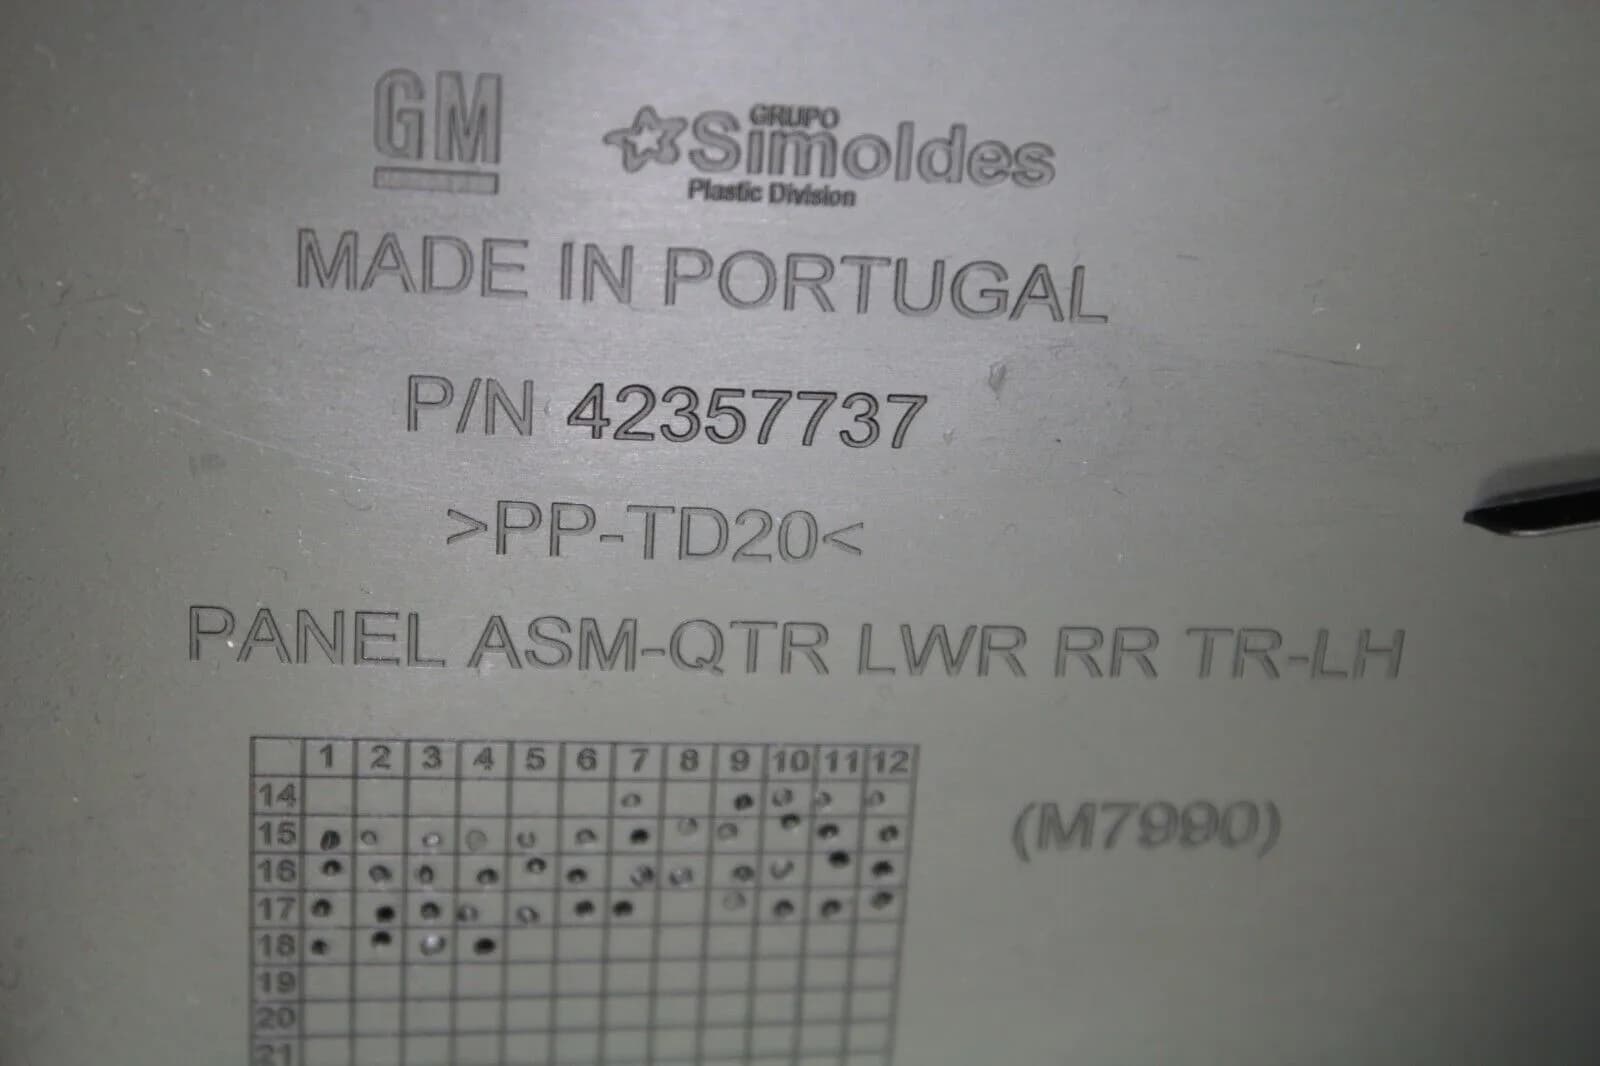 GM
GRUPO
Simoldes
Plastic Division
MADE IN PORTUGAL
P/N 42357737
>PP-TD20<
PANEL ASM-QTR LWR RR TR-LH
1 2 3 4 5 6 7 8 9 10 11 12
14
15
(M7990)
16
17
18
19
20
21